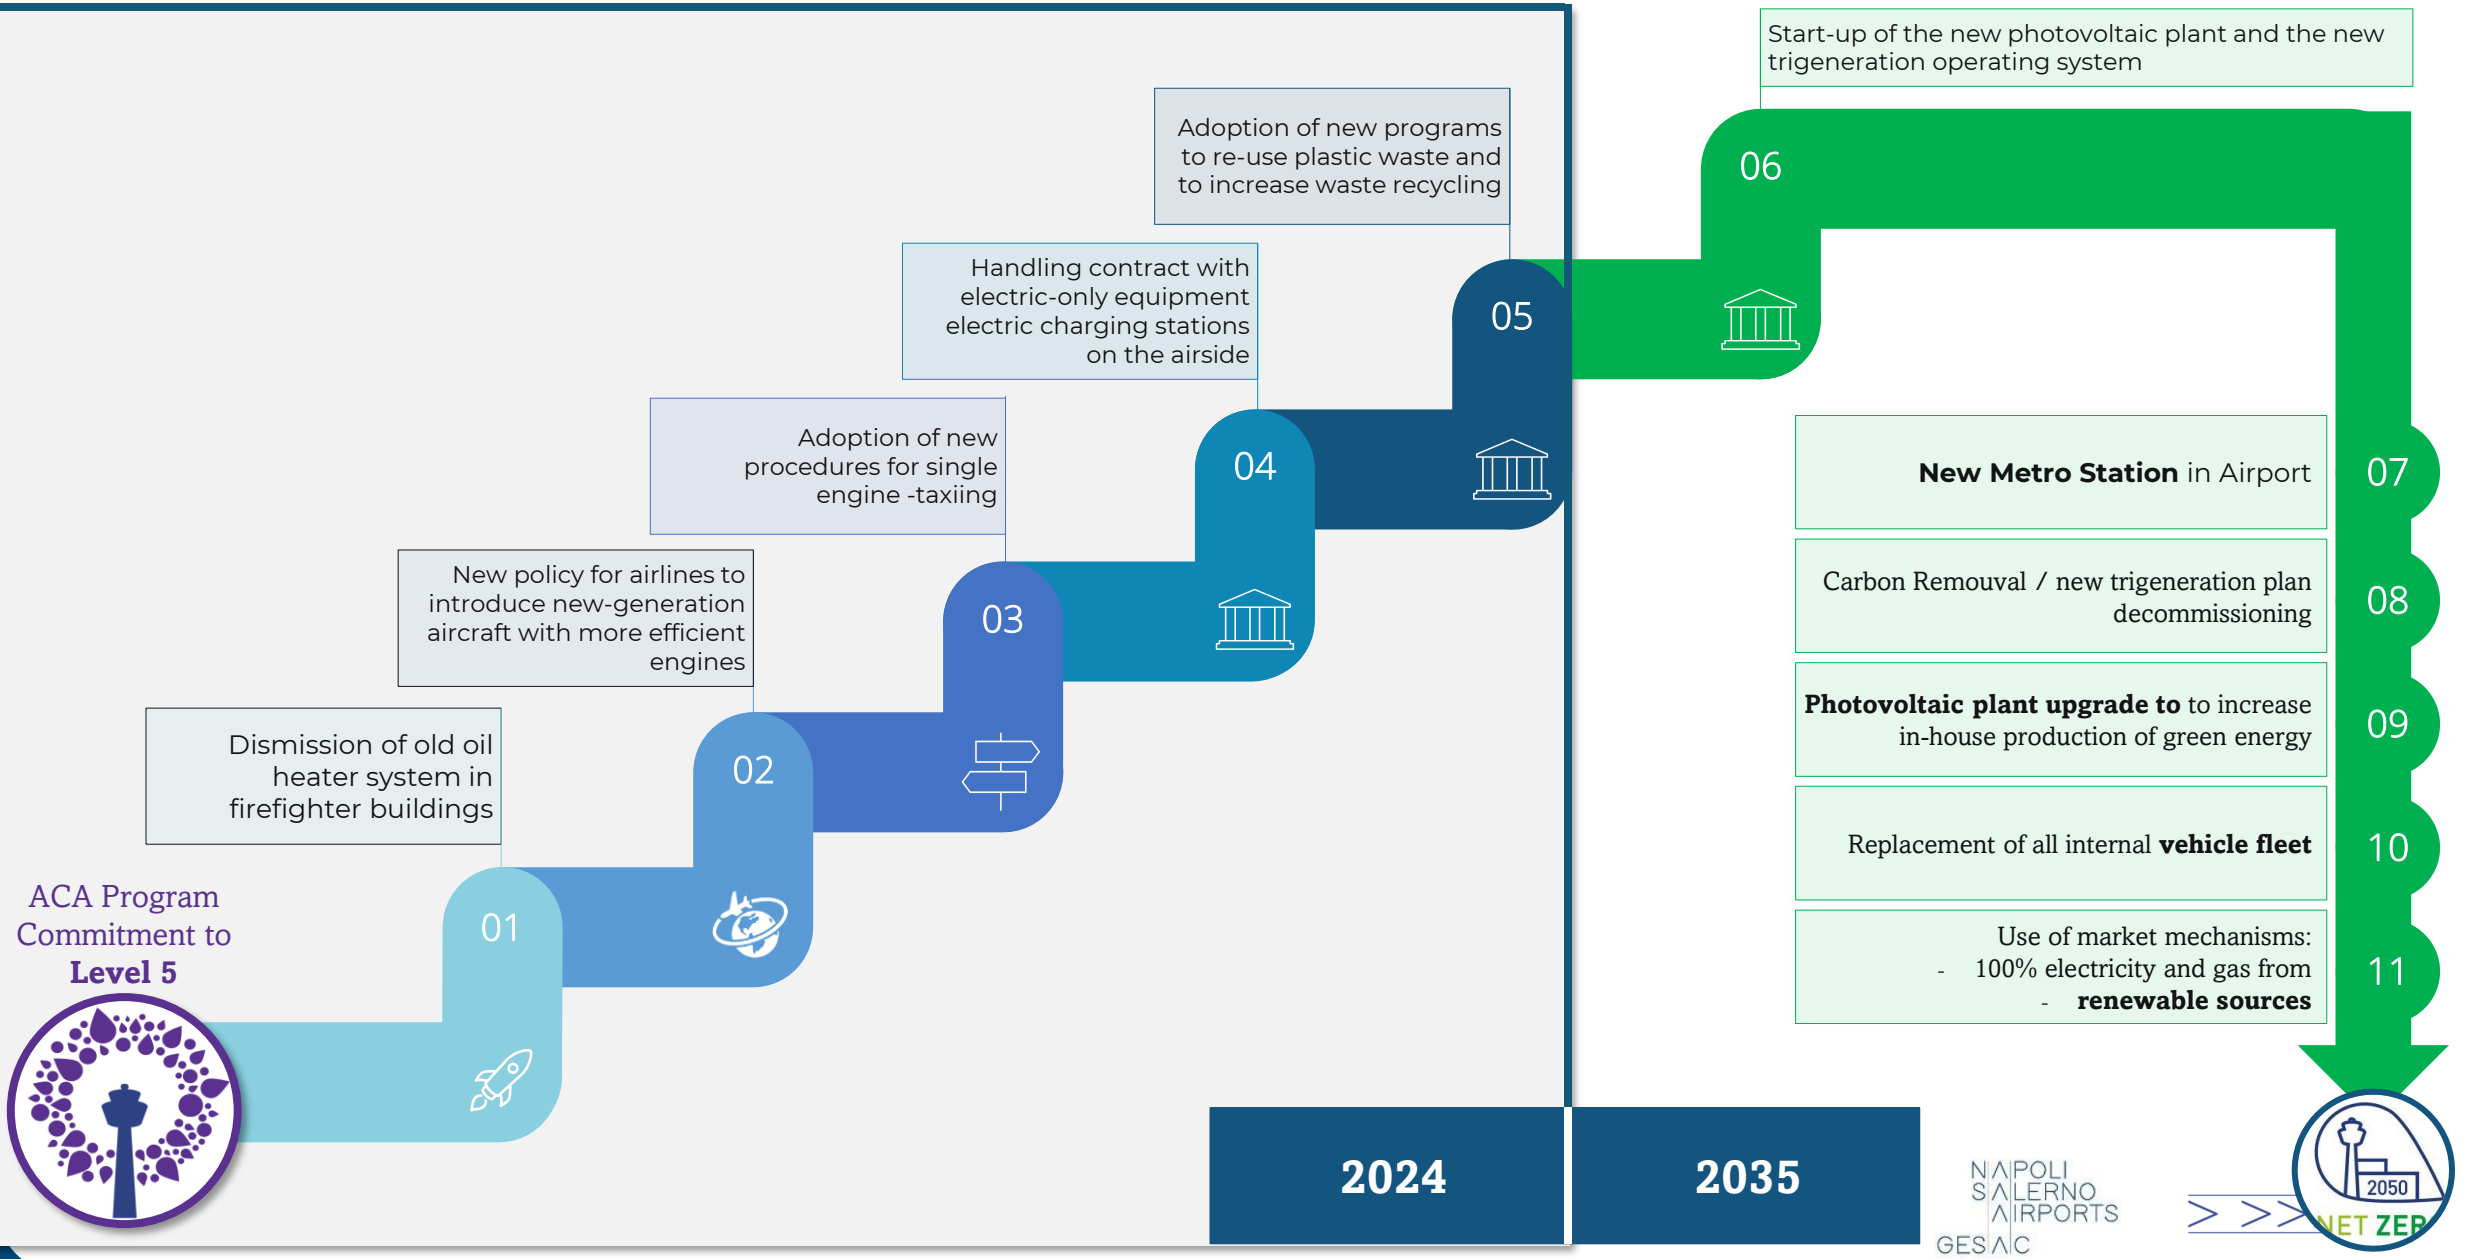 Start-up of the new photovoltaic plant and the new
trigeneration operating system
Adoption of new programs
to re-use plastic waste and
to increase waste recycling
06
Handling contract with
electric-only equipment
electric charging stations
on the airside
05
Adoption of new
procedures for single
engine -taxiing
04
New Metro Station in Airport
07
New policy for airlines to
introduce new-generation
aircraft with more efficient
engines
03
Carbon Remouval / new trigeneration plan
decommissioning
08
Dismission of old oil
heater system in
firefighter buildings
02
Photovoltaic plant upgrade to to increase
in-house production of green energy
09
Replacement of all internal vehicle fleet
10
ACA Program
Commitment to
Level 5
01
Use of market mechanisms:
- 100% electricity and gas from
- renewable sources
11
2024
2035
NAPOLI
SALERNO
AIRPORTS
GESAC
> >>
2050
NET ZER